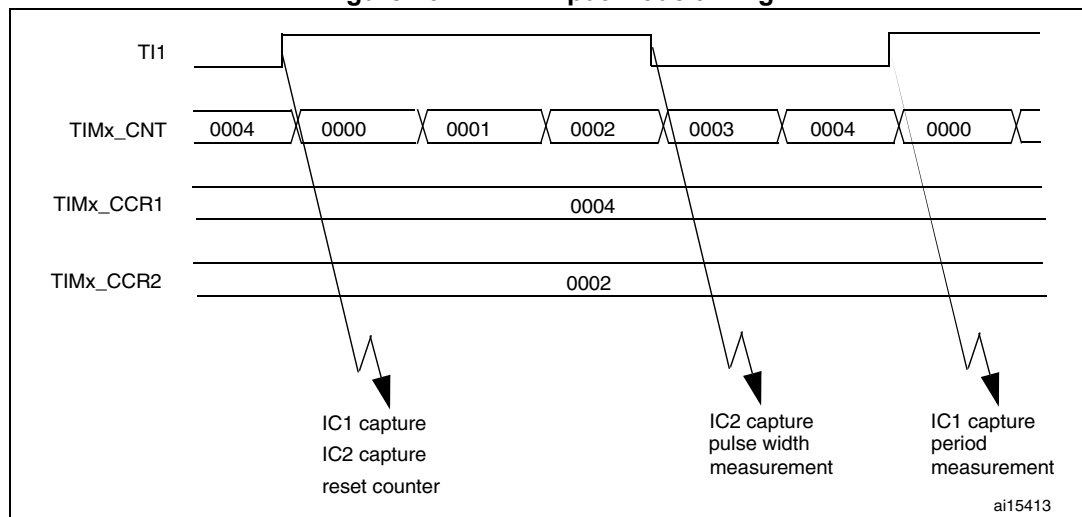 TI1
TIMx_CNT 0004 0000 0001 0002 0003 0004 0000
TIMx_CCR1 0004
TIMx_CCR2 0002
IC1 capture
IC2 capture
reset counter
IC2 capture
pulse width
measurement
IC1 capture
period
measurement
ai15413